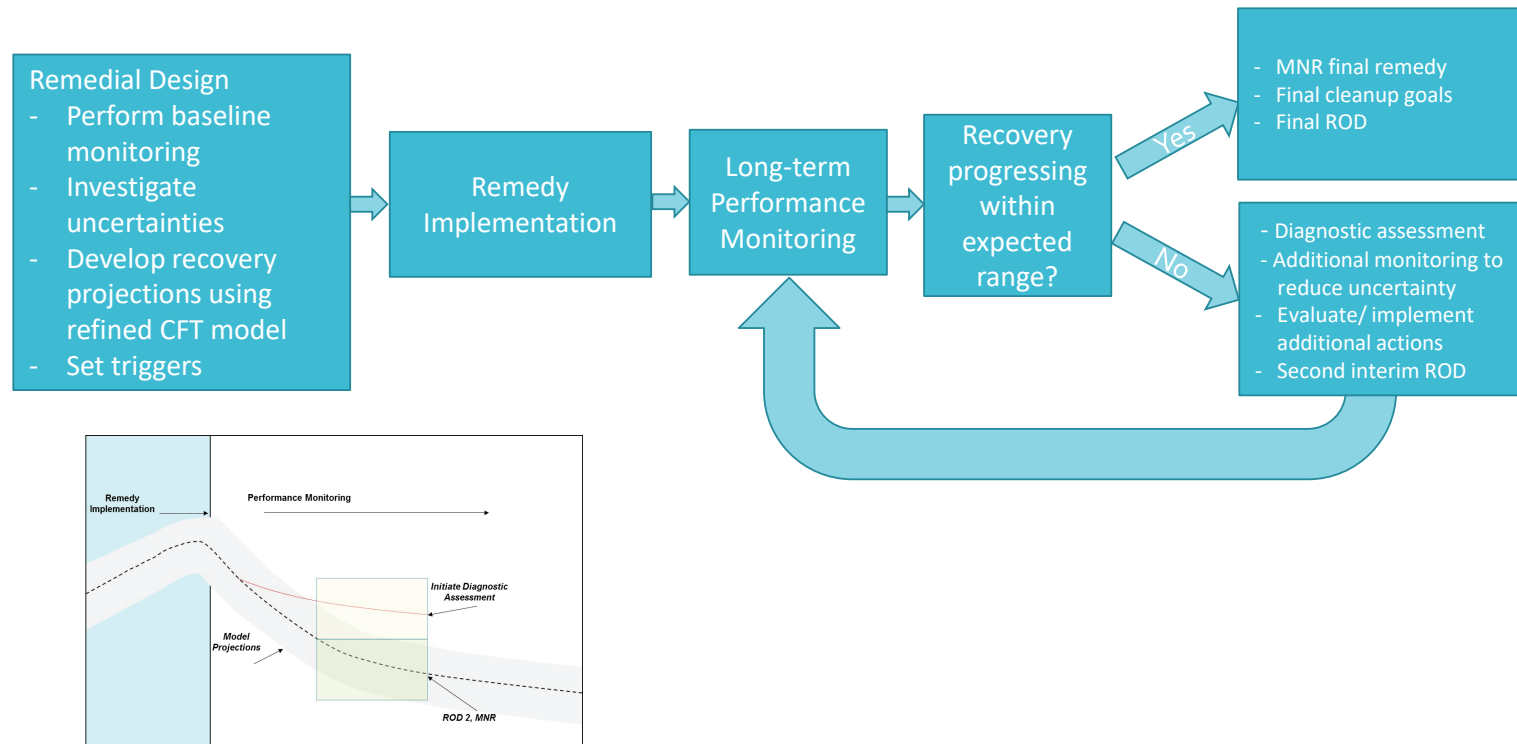 Remedial Design
- Perform baseline
monitoring
- Investigate
uncertainties
- Develop recovery
projections using
refined CFT model
- Set triggers
Remedy
Implementation
Long-term
Performance
Monitoring
Recovery
progressing
within
expected
range?
Yes
- MNR final remedy
- Final cleanup goals
- Final ROD
No
- Diagnostic assessment
- Additional monitoring to
reduce uncertainty
- Evaluate/ implement
additional actions
- Second interim ROD
Remedy
Implementation
Performance Monitoring
Initiate Diagnostic
Assessment
Model
Projections
ROD 2, MNR